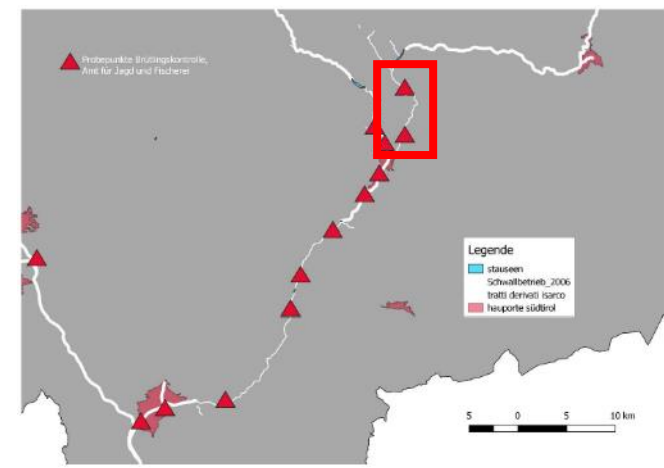 Probepunkte Brütlingskontrolle,
Amt für Jagd und Fischerei
Legende
stauseen
Schwallbetrieb_2006
tratti derivati isarco
hauporte südtirol
5 0 5 10 km